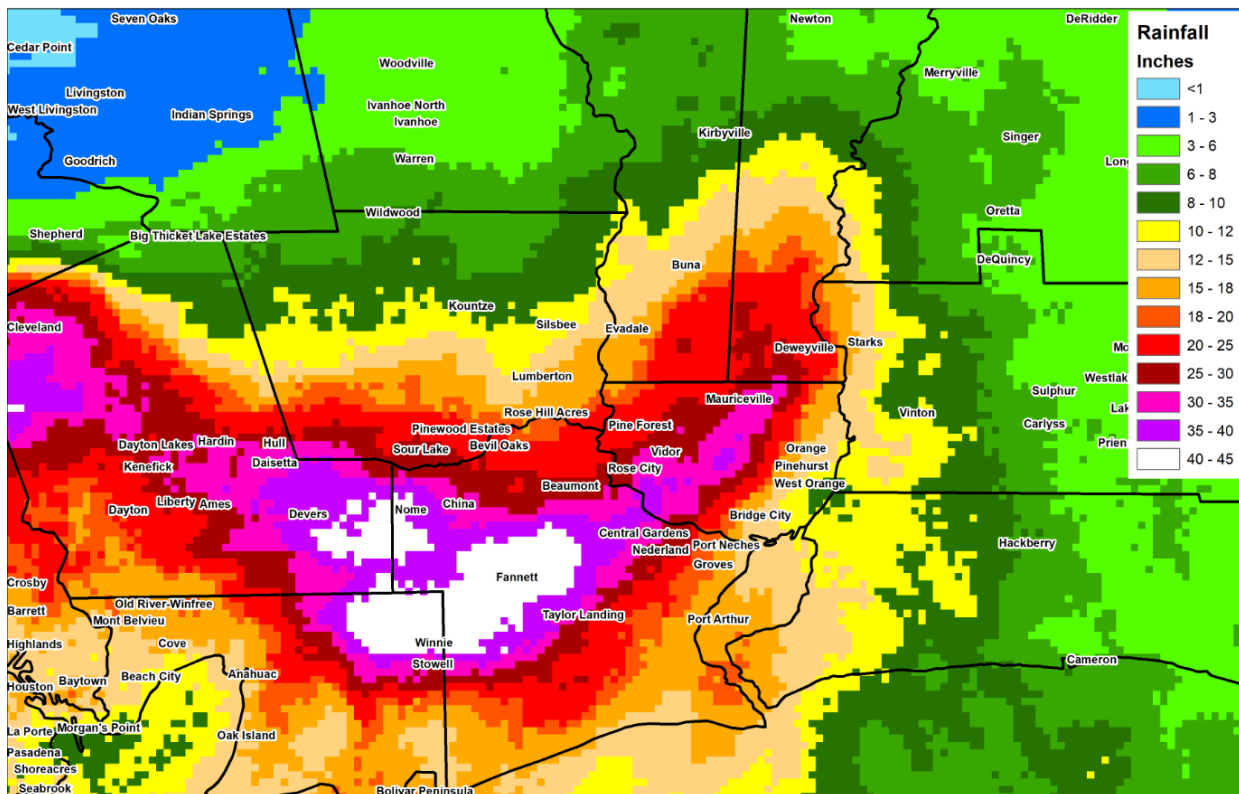 Seven Oaks
Newton
DeRidder
Cedar Point
Woodville
Merryville
Livingston
West Livingston
Indian Springs
Ivanhoe North
Ivanhoe
Kirbyville
Singer
Goodrich
Warren
Long
Wildwood
Oretta
Shepherd
Big Thicket Lake Estates
Buna
DeQuincy
Kountze
Cleveland
Silsbee
Evadale
Starks
Deweyville
Mo
Lumberton
Westlak
Mauriceville
Sulphur
Rose Hill Acres
Vinton
Lak
Pine Forest
Carlyss
Pinewood Estates
Dayton Lakes
Hardin
Hull
Sour Lake
Bevil Oaks
Vidor
Orange
Prien
Kenefick
Daisetta
Rose City
Pinehurst
Beaumont
West Orange
Liberty
Ames
China
Dayton
Devers
Nome
Bridge City
Central Gardens
Hackberry
Nederland
Port Neches
Groves
Crosby
Fannett
Barrett
Old River-Winfree
Mont Belvieu
Taylor Landing
Port Arthur
Highlands
Cove
Winnie
Stowell
Cameron
Houston
Baytown
Beach City
Anahuac
La Porte
Morgan's Point
Oak Island
Pasadena
Shoreacres
Seabrook
Bolivar Peninsula
Rainfall
Inches
<1
1 - 3
3 - 6
6 - 8
8 - 10
10 - 12
12 - 15
15 - 18
18 - 20
20 - 25
25 - 30
30 - 35
35 - 40
40 - 45